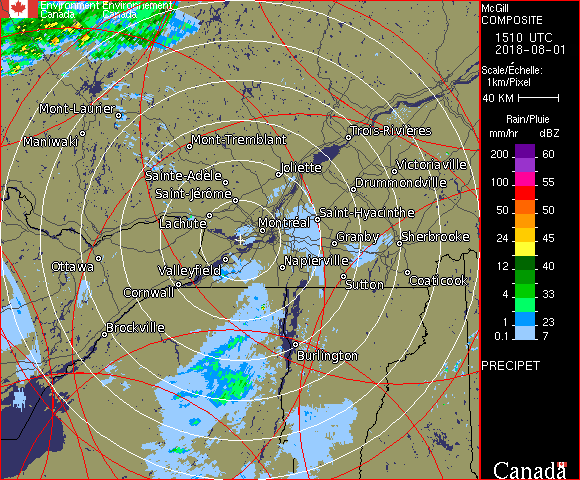 Environment Environnement
Canada Canada
McGill
COMPOSITE
1510 UTC
2018-08-01
Scale/Échelle:
1km/Pixel
40 KM
Rain/Pluie
mm/hr dBZ
200 60
100 55
50 50
24 45
12 40
4 33
2 23
0.1 7
PRECIPET
Canada
Mont-Laurier
Maniwaki
Mont-Tremblant
Trois-Rivières
Sainte-Adèle
Joliette
Victoriaville
Saint-Jérôme
Drummondville
Lachute
Montréal
Saint-Hyacinthe
Granby
Sherbrooke
Ottawa
Valleyfield
Napierville
Cornwall
Sutton
Coaticook
Brockville
Burlington